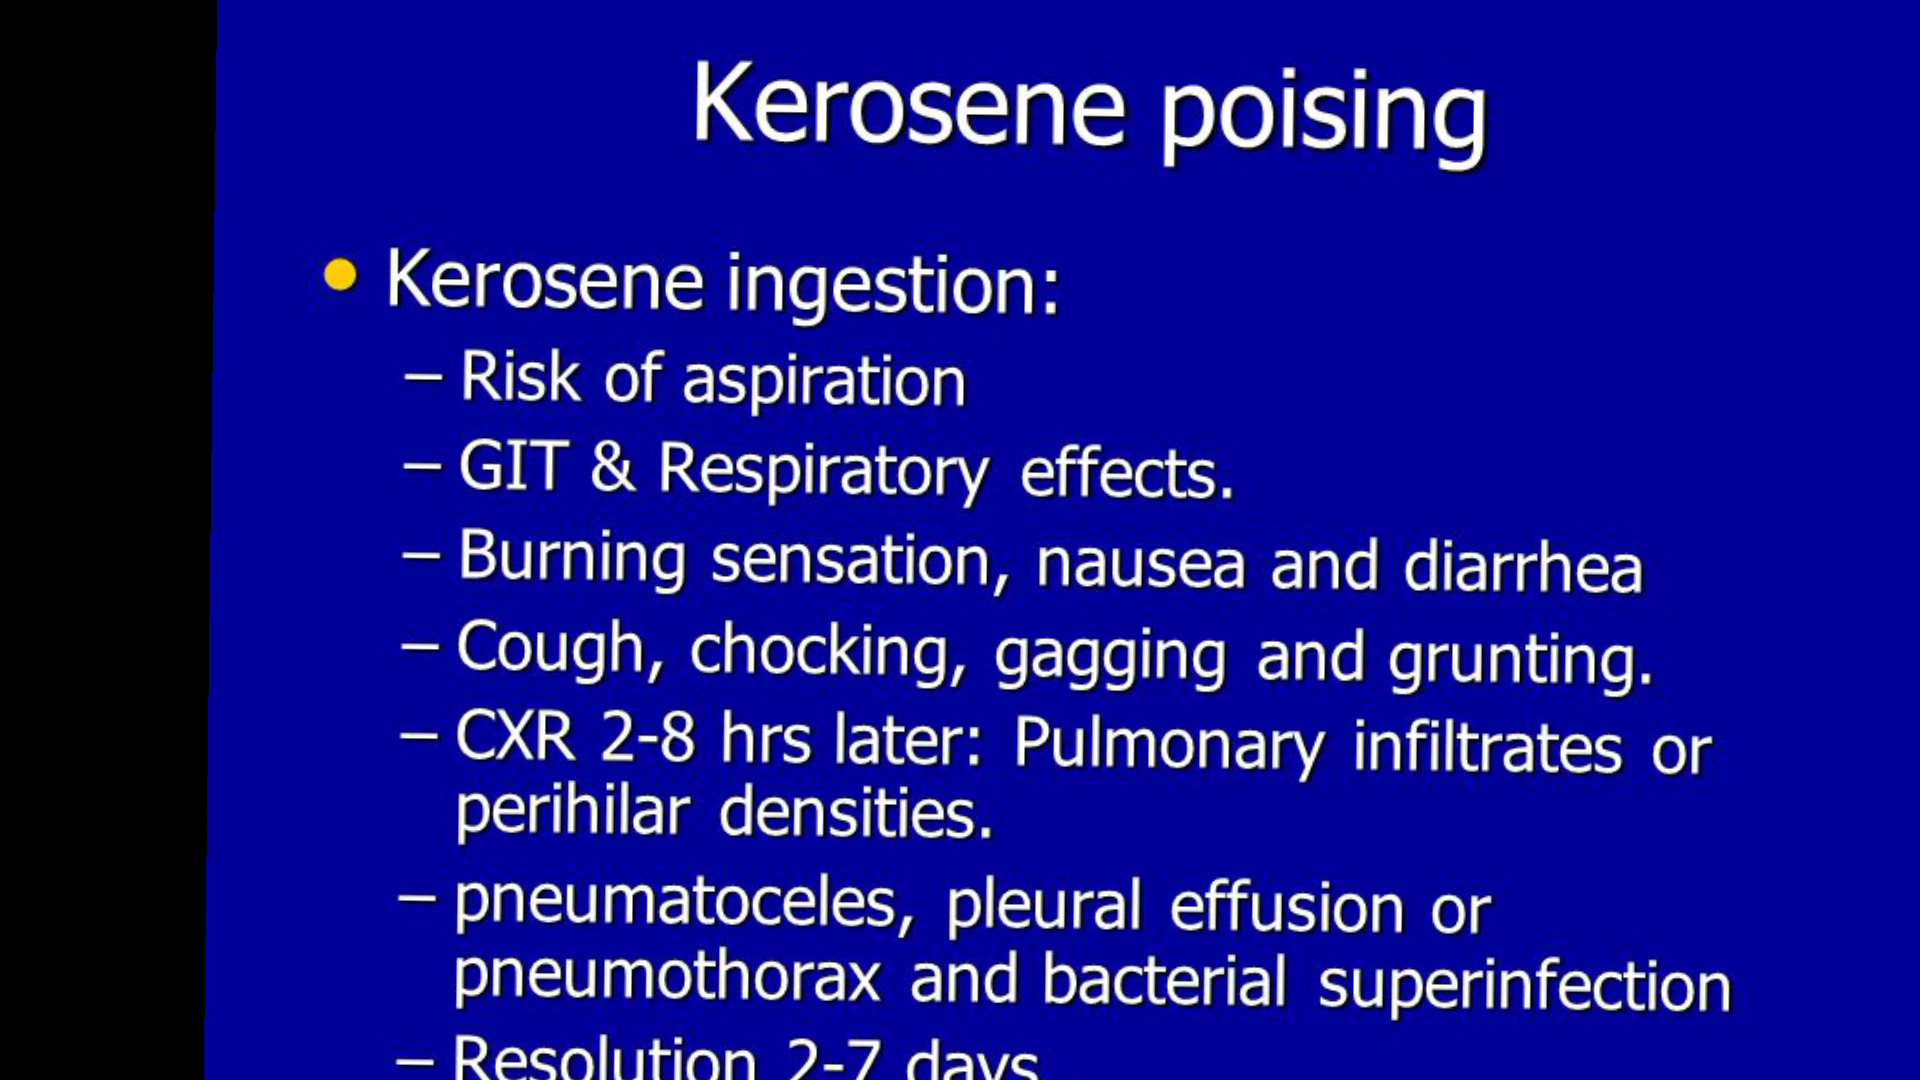 Kerosene poising
• Kerosene ingestion:
– Risk of aspiration
– GIT & Respiratory effects.
– Burning sensation, nausea and diarrhea
– Cough, chocking, gagging and grunting.
– CXR 2-8 hrs later: Pulmonary infiltrates or
perihilar densities.
– pneumatoceles, pleural effusion or
pneumothorax and bacterial superinfection
– Resolution 2-7 days